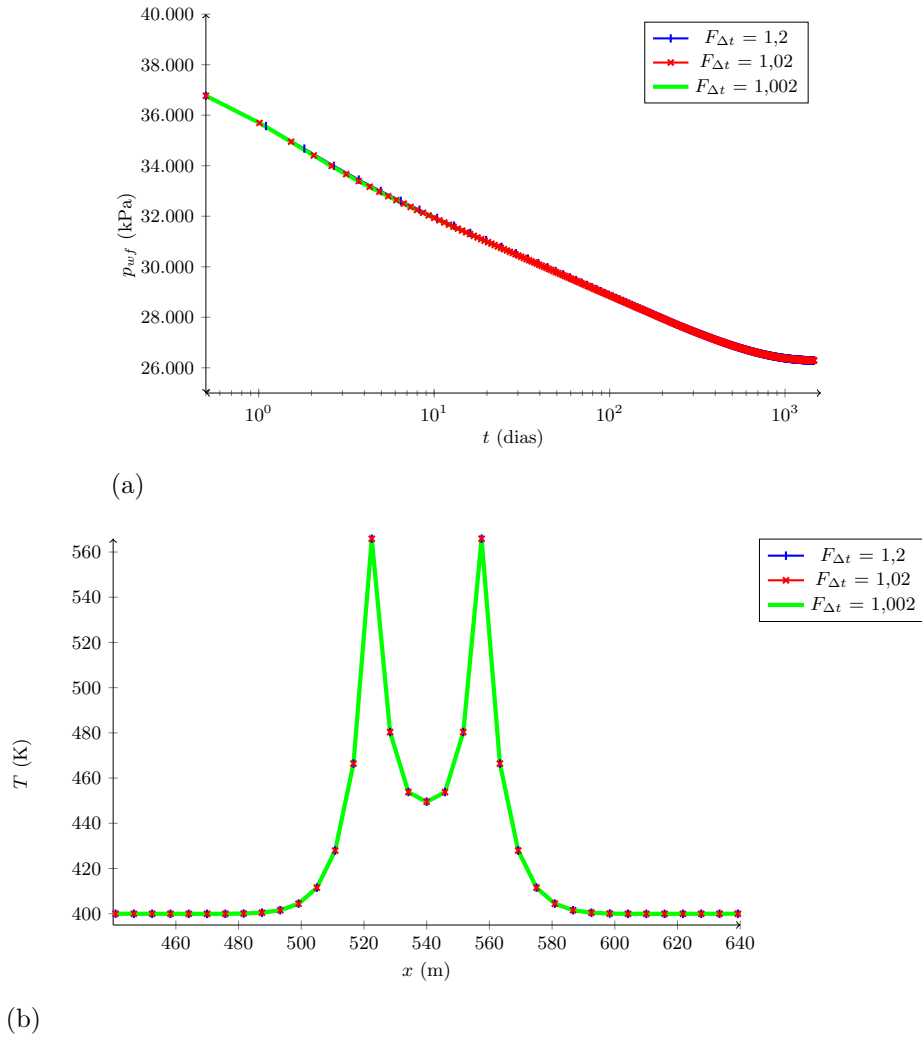 40.000
38.000
36.000
34.000
32.000
30.000
28.000
26.000
p_{wf} (kPa)
10^0 10^1 10^2 10^3
t (dias)
F_{Δt} = 1,2
F_{Δt} = 1,02
F_{Δt} = 1,002
(a)
560
540
520
500
480
460
440
420
400
T (K)
460 480 500 520 540 560 580 600 620 640
x (m)
F_{Δt} = 1,2
F_{Δt} = 1,02
F_{Δt} = 1,002
(b)